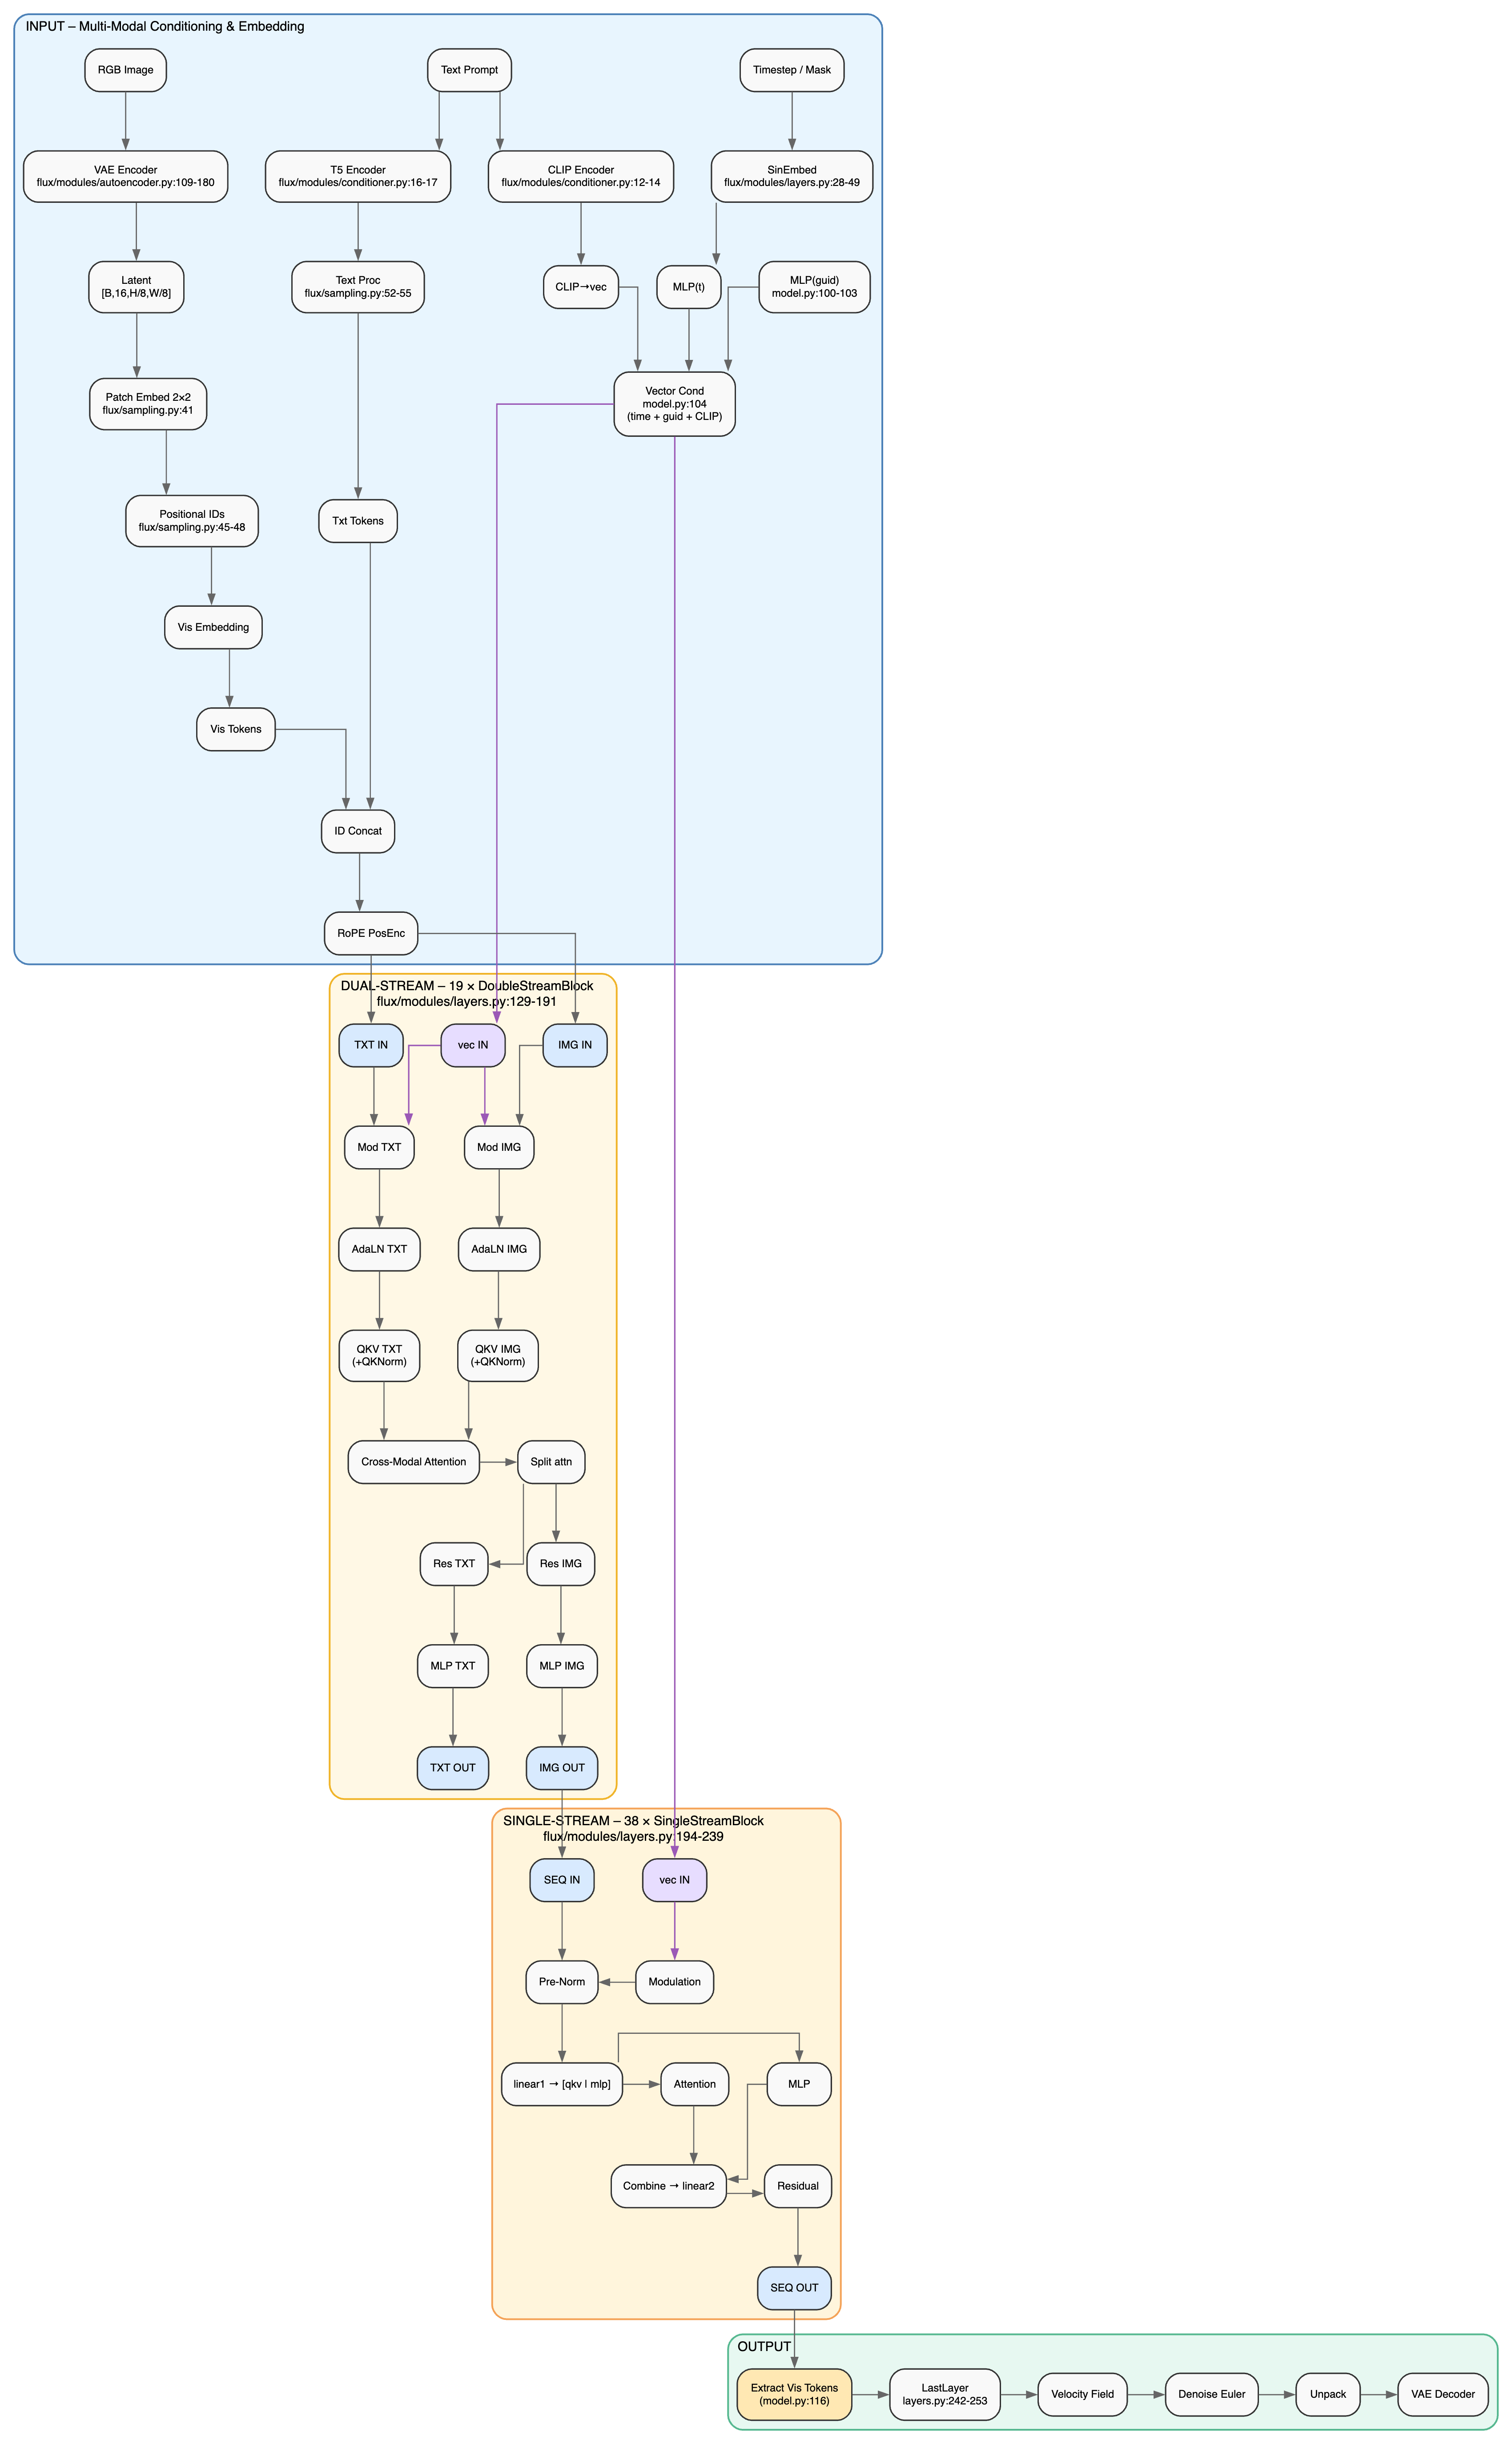 INPUT – Multi-Modal Conditioning & Embedding
RGB Image
Text Prompt
Timestep / Mask
VAE Encoder
flux/modules/autoencoder.py:109-180
T5 Encoder
flux/modules/conditioner.py:16-17
CLIP Encoder
flux/modules/conditioner.py:12-14
SinEmbed
flux/modules/layers.py:28-49
Latent
[B,16,H/8,W/8]
Text Proc
flux/sampling.py:52-55
CLIP→vec
MLP(t)
MLP(guid)
model.py:100-103
Patch Embed 2×2
flux/sampling.py:41
Vector Cond
model.py:104
(time + guid + CLIP)
Positional IDs
flux/sampling.py:45-48
Txt Tokens
Vis Embedding
Vis Tokens
ID Concat
RoPE PosEnc
DUAL-STREAM – 19 × DoubleStreamBlock
flux/modules/layers.py:129-191
TXT IN
vec IN
IMG IN
Mod TXT
Mod IMG
AdaLN TXT
AdaLN IMG
QKV TXT
(+QKNorm)
QKV IMG
(+QKNorm)
Cross-Modal Attention
Split attn
Res TXT
Res IMG
MLP TXT
MLP IMG
TXT OUT
IMG OUT
SINGLE-STREAM – 38 × SingleStreamBlock
flux/modules/layers.py:194-239
SEQ IN
vec IN
Pre-Norm
Modulation
linear1 → [qkv | mlp]
Attention
MLP
Combine → linear2
Residual
SEQ OUT
OUTPUT
Extract Vis Tokens
(model.py:116)
LastLayer
layers.py:242-253
Velocity Field
Denoise Euler
Unpack
VAE Decoder